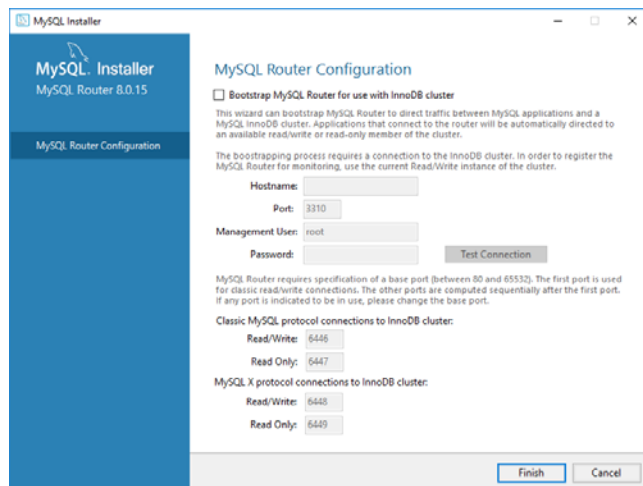 MySQL Installer
MySQL. Installer
MySQL Router 8.0.15
MySQL Router Configuration
MySQL Router Configuration
Bootstrap MySQL Router for use with InnoDB cluster
This wizard can bootstrap MySQL Router to direct traffic between MySQL applications and a
MySQL InnoDB cluster. Applications that connect to the router will be automatically directed to
an available read/write or read-only member of the cluster.
The boostrapping process requires a connection to the InnoDB cluster. In order to register the
MySQL Router for monitoring, use the current Read/Write instance of the cluster.
Hostname:
Port: 3310
Management User: root
Password: Test Connection
MySQL Router requires specification of a base port (between 80 and 65532). The first port is used
for classic read/write connections. The other ports are computed sequentially after the first port.
If any port is indicated to be in use, please change the base port.
Classic MySQL protocol connections to InnoDB cluster:
Read/Write: 6446
Read Only: 6447
MySQL X protocol connections to InnoDB cluster:
Read/Write: 6448
Read Only: 6449
Finish Cancel